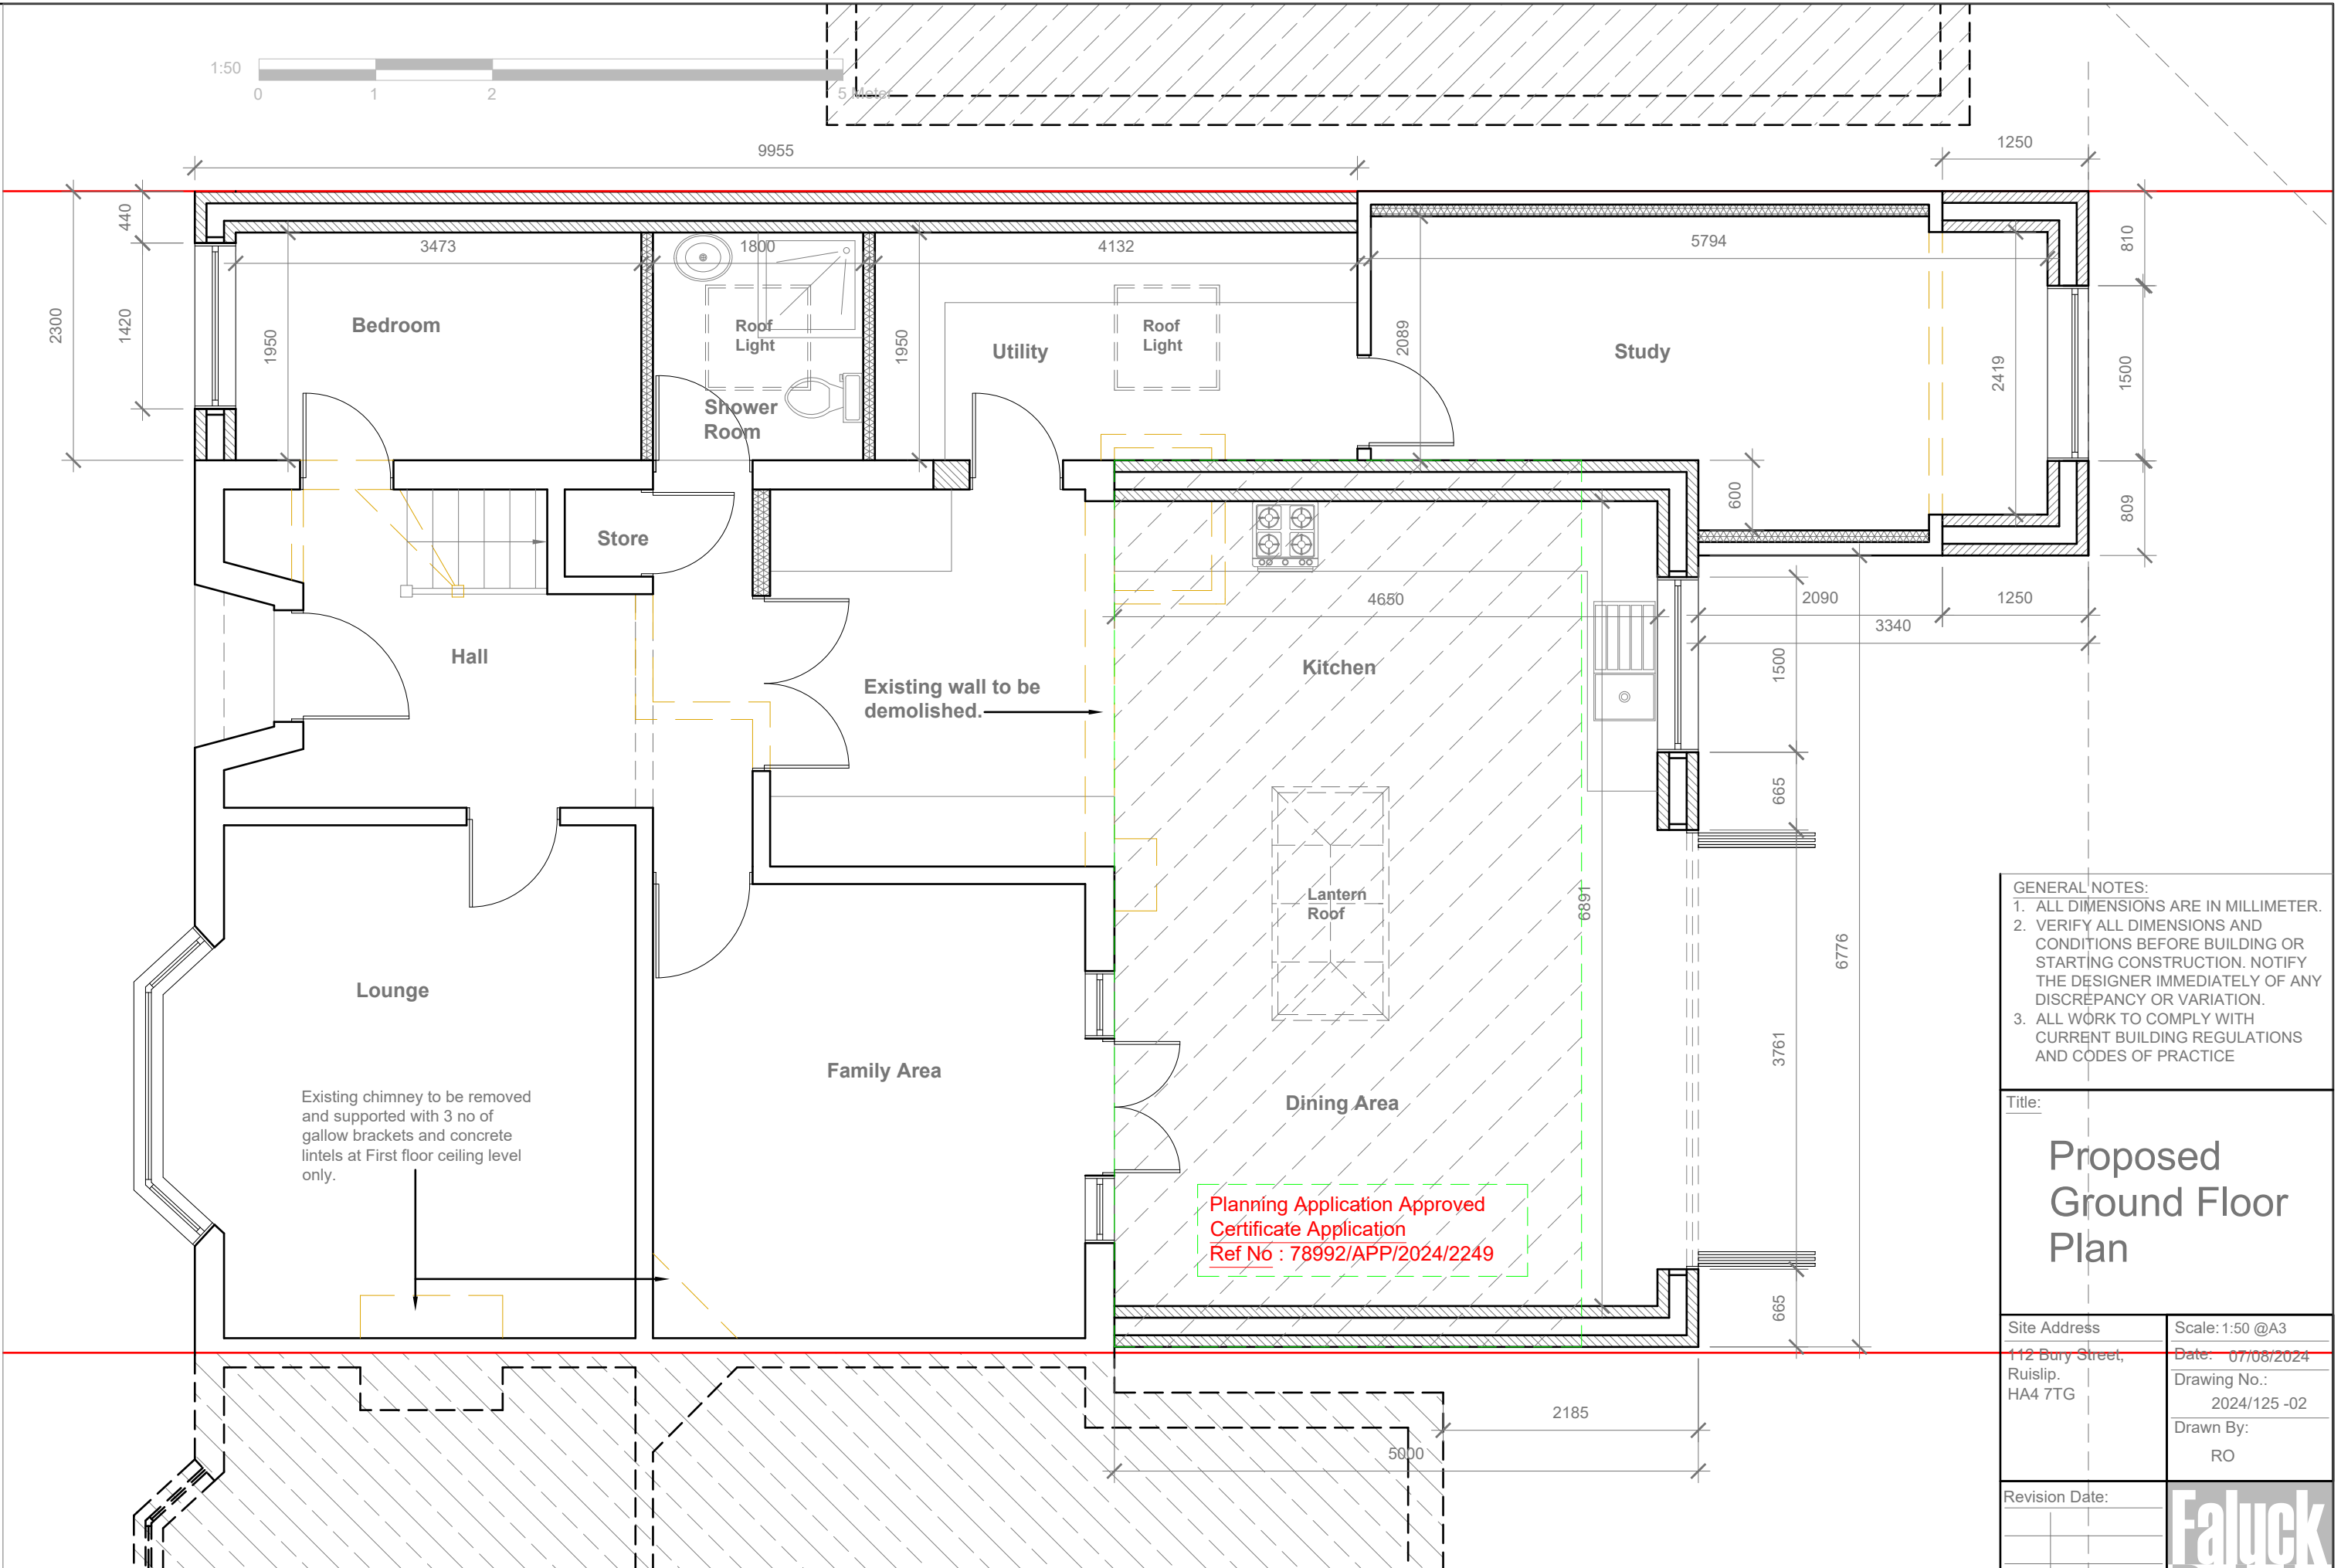 1:50
0 1 2 5 Meter
9955
1250
440
2300
1420
1950
3473
1800
4132
5794
810
Bedroom
Roof
Light
Shower
Room
1950
Utility
Roof
Light
2089
Study
2419
1500
809
600
Store
Hall
Existing wall to be
demolished.
4650
Kitchen
2090
1250
3340
1500
665
Lantern
Roof
6891
6776
3761
665
Lounge
Family Area
Dining Area
Existing chimney to be removed
and supported with 3 no of
gallow brackets and concrete
lintels at First floor ceiling level
only.
Planning Application Approved
Certificate Application
Ref No : 78992/APP/2024/2249
2185
5000
GENERAL NOTES:
1. ALL DIMENSIONS ARE IN MILLIMETER.
2. VERIFY ALL DIMENSIONS AND
CONDITIONS BEFORE BUILDING OR
STARTING CONSTRUCTION. NOTIFY
THE DESIGNER IMMEDIATELY OF ANY
DISCREPANCY OR VARIATION.
3. ALL WORK TO COMPLY WITH
CURRENT BUILDING REGULATIONS
AND CODES OF PRACTICE
Title:
Proposed
Ground Floor
Plan
Site Address
112 Bury Street,
Ruislip.
HA4 7TG
Scale: 1:50 @A3
Date: 07/08/2024
Drawing No.:
2024/125 -02
Drawn By:
RO
Revision Date:
Faluck